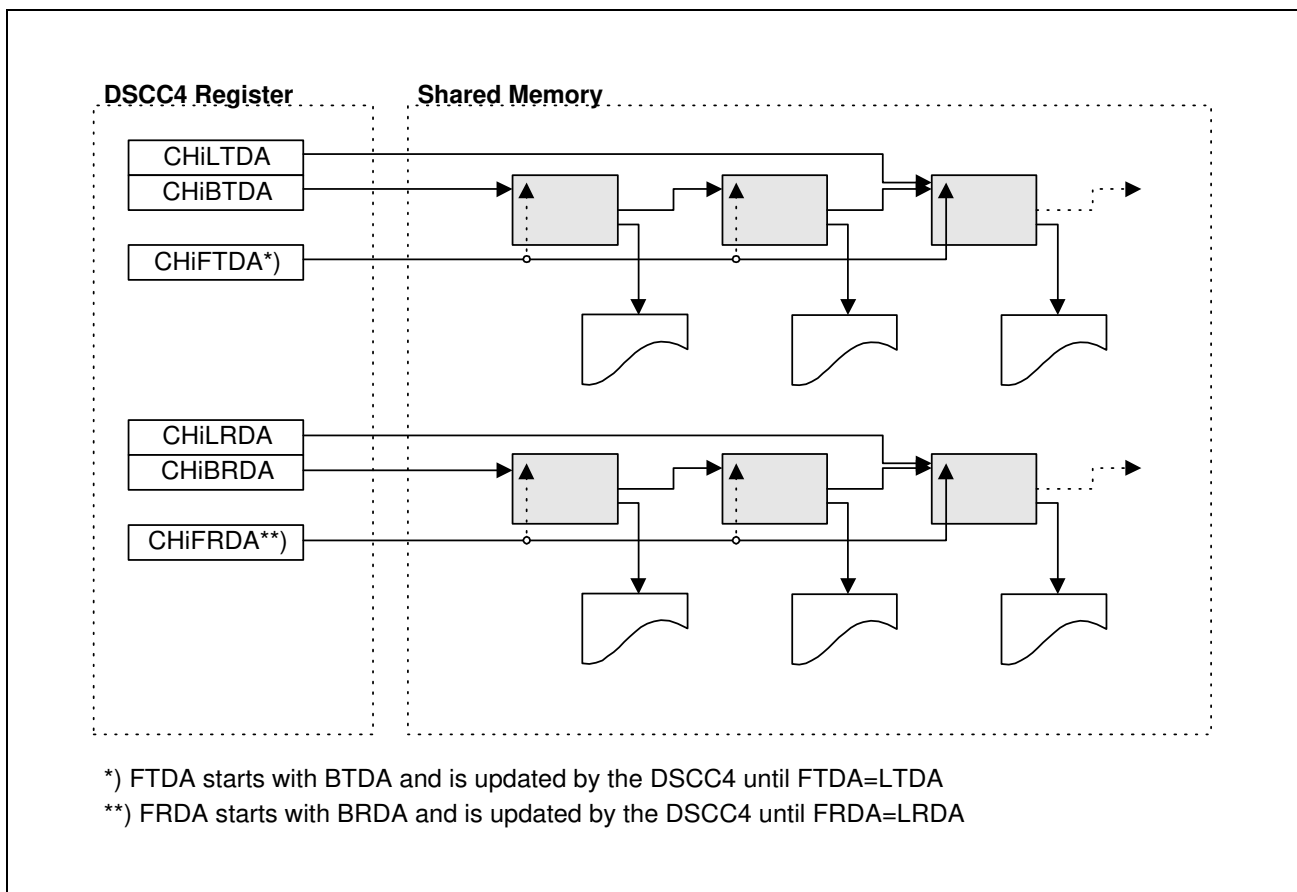 DSCC4 Register
Shared Memory
CHiLTDA
CHiBTDA
CHiFTDA*)
CHiLRDA
CHiBRDA
CHiFRDA**)
*) FTDA starts with BTDA and is updated by the DSCC4 until FTDA=LTDA
**) FRDA starts with BRDA and is updated by the DSCC4 until FRDA=LRDA